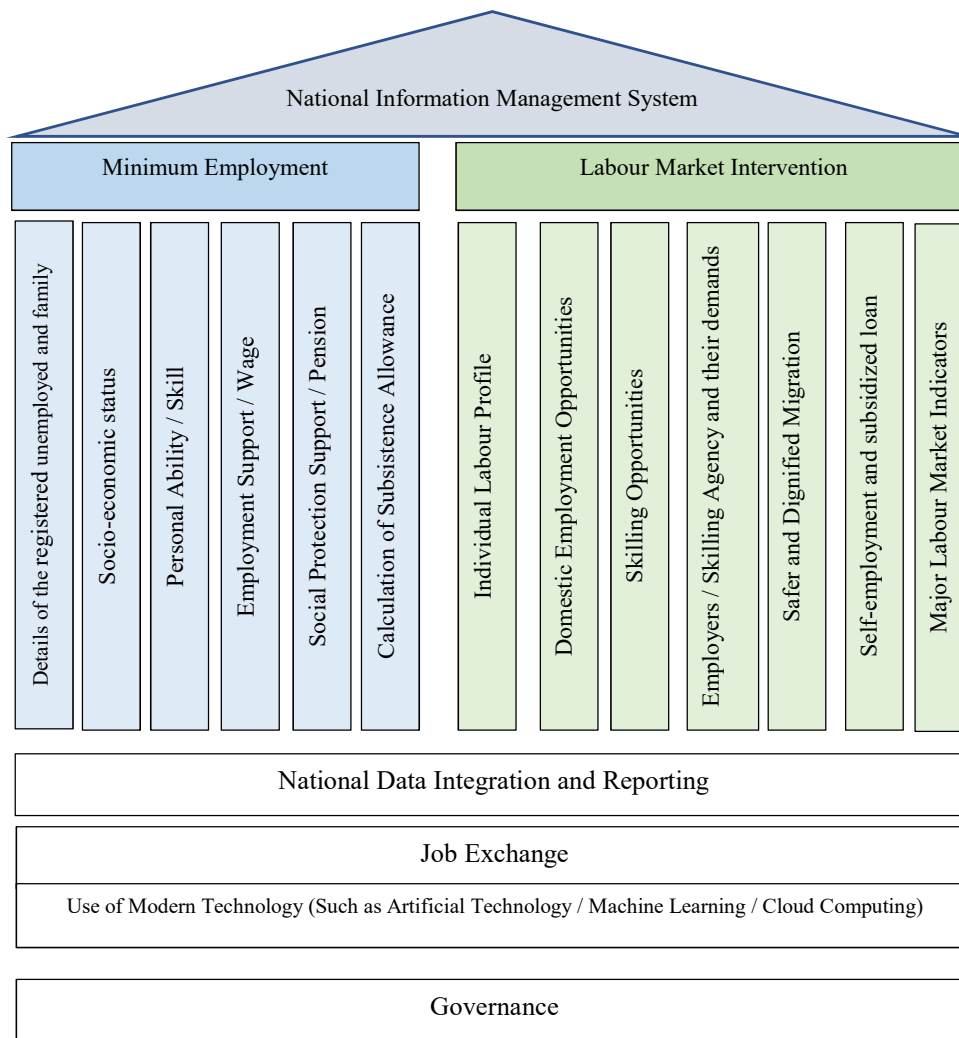 National Information Management System
Minimum Employment
Labour Market Intervention
Details of the registered unemployed and family
Socio-economic status
Personal Ability / Skill
Employment Support / Wage
Social Protection Support / Pension
Calculation of Subsistence Allowance
Individual Labour Profile
Domestic Employment Opportunities
Skilling Opportunities
Employers / Skilling Agency and their demands
Safer and Dignified Migration
Self-employment and subsidized loan
Major Labour Market Indicators
National Data Integration and Reporting
Job Exchange
Use of Modern Technology (Such as Artificial Technology / Machine Learning / Cloud Computing)
Governance